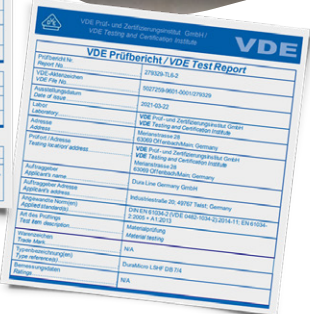 VDE Prüf- und Zertifizierungsinstitut GmbH /
VDE Testing and Certification Institute
VDE
VDE Prüfbericht / VDE Test Report
Prüfbericht Nr.
Report No.
279329-TL6-2
VDE-Aktenzeichen
VDE File No.
5027259-9601-0001/279329
Ausstellungsdatum
Date of issue
2021-03-22
Labor
Laboratory
VDE Prüf- und Zertifizierungsinstitut GmbH
VDE Testing and Certification Institute
Adresse
Address
Merianstrasse 28
63069 Offenbach/Main; Germany
Prüfort / Adresse
Testing location/ address
VDE Prüf- und Zertifizierungsinstitut GmbH
VDE Testing and Certification Institute
Merianstrasse 28
63069 Offenbach/Main; Germany
Auftraggeber
Applicant's name
Dura Line Germany GmbH
Auftraggeber Adresse
Applicant's address
Industriestraße 20; 49767 Twist; Germany
Angewandte Norm(en)
Applied standard(s)
DIN EN 61034-2 (VDE 0482-1034-2):2014-11; EN 61034-
2:2005 + A1:2013
Art des Prüflings
Test item description
Materialprüfung
Material testing
Warenzeichen
Trade Mark
N/A
Typenbezeichnung(en)
Type reference(s)
DuraMicro LSHF DB 7/4
Bemessungsdaten
Ratings
N/A